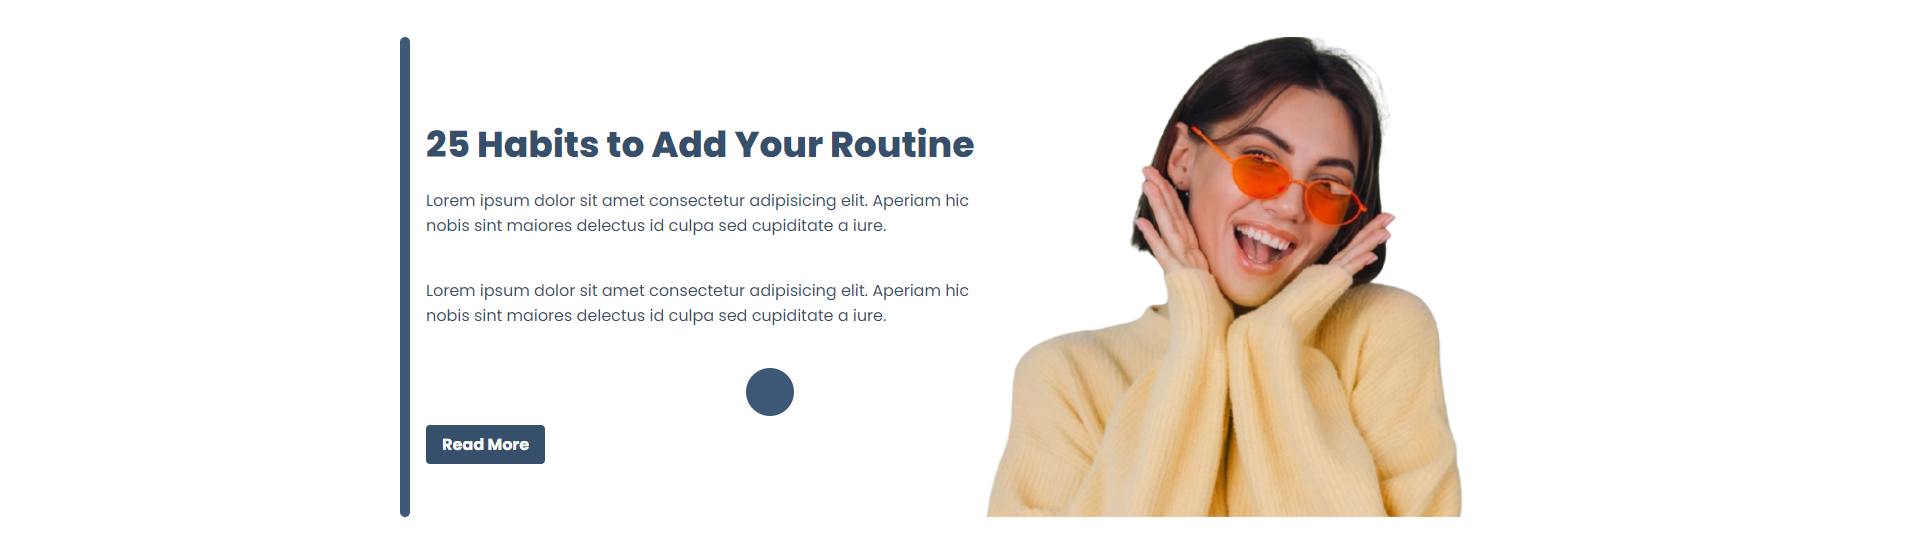 25 Habits to Add Your Routine
Lorem ipsum dolor sit amet consectetur adipisicing elit. Aperiam hic
nobis sint maiores delectus id culpa sed cupiditate a iure.
Lorem ipsum dolor sit amet consectetur adipisicing elit. Aperiam hic
nobis sint maiores delectus id culpa sed cupiditate a iure.
Read More